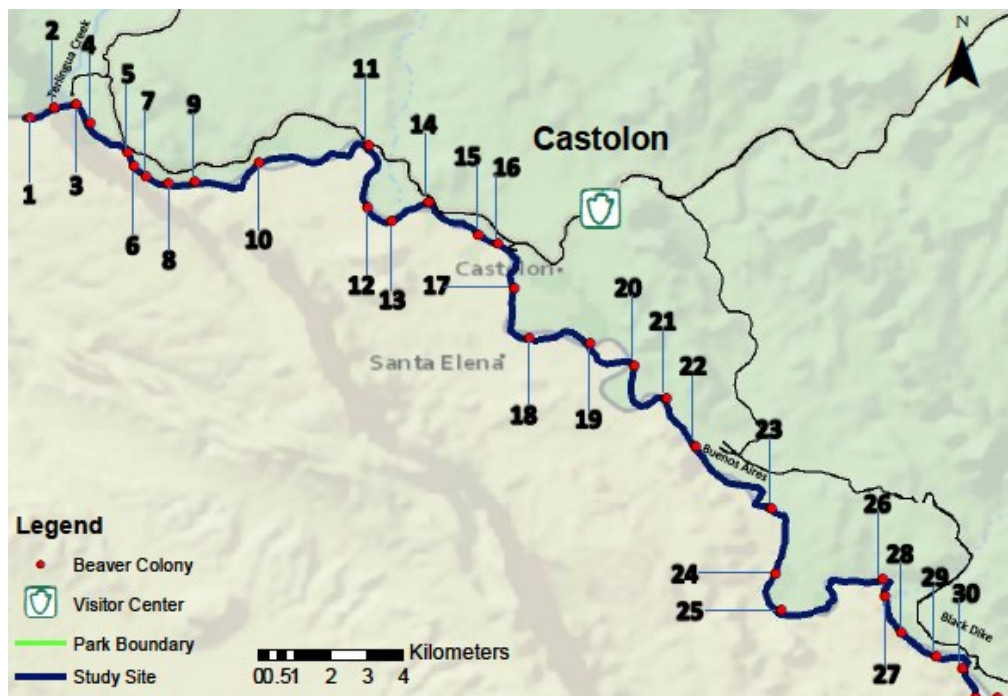 N
2
Terlingua Creek
4
5
7
9
11
14
15
16
Castolon
1
3
6
8
10
12
13
17
Castolon
20
21
22
Santa Elena
18
19
23
Buenos Aires
26
28
29
30
24
25
27
Black Dike
Legend
Beaver Colony
Visitor Center
Park Boundary
Study Site
00.51 2 3 4
Kilometers